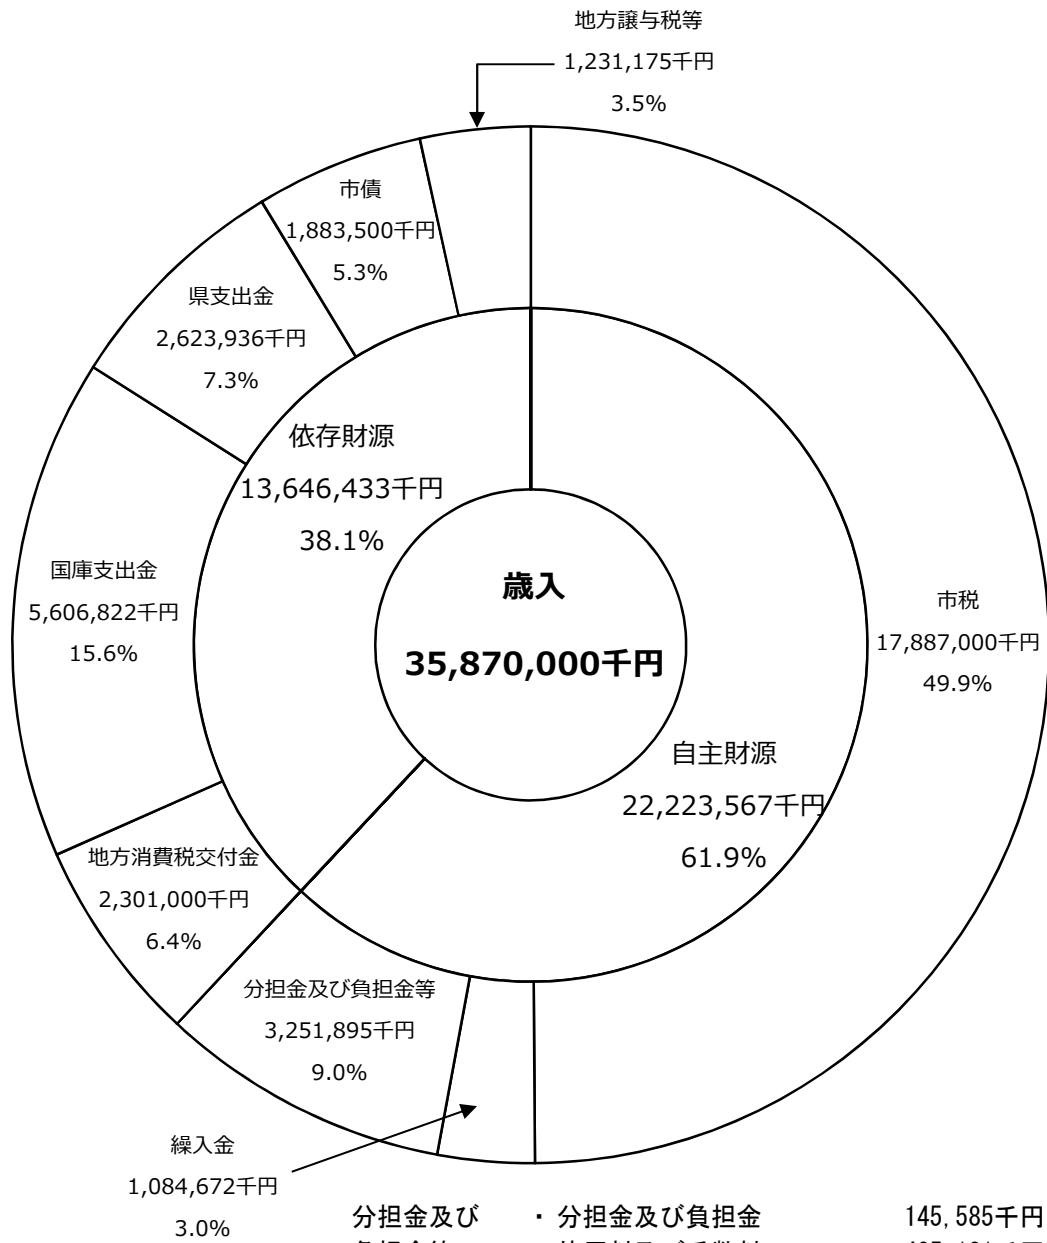 地方譲与税等
1,231,175千円
3.5%
市債
1,883,500千円
5.3%
県支出金
2,623,936千円
7.3%
依存財源
13,646,433千円
38.1%
歳入
35,870,000千円
国庫支出金
5,606,822千円
15.6%
市税
17,887,000千円
49.9%
自主財源
22,223,567千円
61.9%
地方消費税交付金
2,301,000千円
6.4%
分担金及び負担金等
3,251,895千円
9.0%
繰入金
1,084,672千円
3.0%
分担金及び ・分担金及び負担金 145,585千円